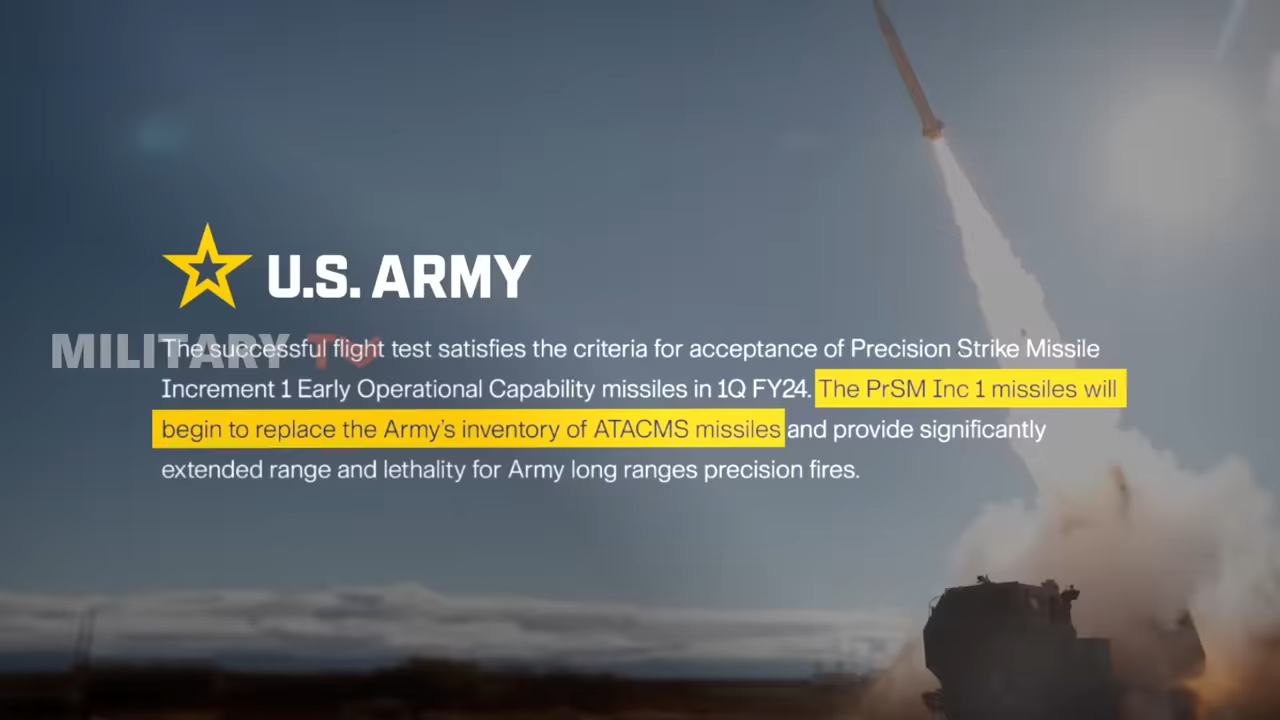 U.S. ARMY
MILITARY TV
The successful flight test satisfies the criteria for acceptance of Precision Strike Missile
Increment 1 Early Operational Capability missiles in 1Q FY24. The PrSM Inc 1 missiles will
begin to replace the Army's inventory of ATACMS missiles and provide significantly
extended range and lethality for Army long ranges precision fires.